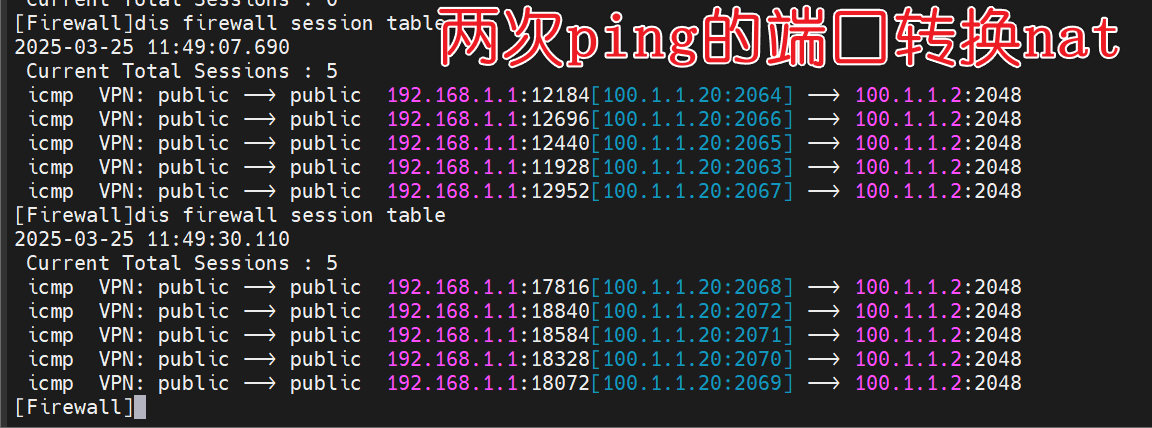 Current Total Sessions : 0
[Firewall]dis firewall session table
两次ping的端口转换nat
2025-03-25 11:49:07.690
Current Total Sessions : 5
icmp VPN: public --> public 192.168.1.1:12184[100.1.1.20:2064] --> 100.1.1.2:2048
icmp VPN: public --> public 192.168.1.1:12696[100.1.1.20:2066] --> 100.1.1.2:2048
icmp VPN: public --> public 192.168.1.1:12440[100.1.1.20:2065] --> 100.1.1.2:2048
icmp VPN: public --> public 192.168.1.1:11928[100.1.1.20:2063] --> 100.1.1.2:2048
icmp VPN: public --> public 192.168.1.1:12952[100.1.1.20:2067] --> 100.1.1.2:2048
[Firewall]dis firewall session table
2025-03-25 11:49:30.110
Current Total Sessions : 5
icmp VPN: public --> public 192.168.1.1:17816[100.1.1.20:2068] --> 100.1.1.2:2048
icmp VPN: public --> public 192.168.1.1:18840[100.1.1.20:2072] --> 100.1.1.2:2048
icmp VPN: public --> public 192.168.1.1:18584[100.1.1.20:2071] --> 100.1.1.2:2048
icmp VPN: public --> public 192.168.1.1:18328[100.1.1.20:2070] --> 100.1.1.2:2048
icmp VPN: public --> public 192.168.1.1:18072[100.1.1.20:2069] --> 100.1.1.2:2048
[Firewall]